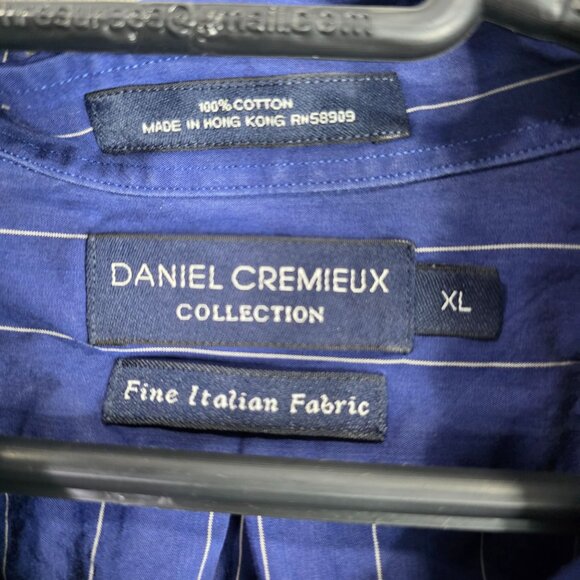 100% COTTON
MADE IN HONG KONG RN58909
DANIEL CREMIEUX
COLLECTION
XL
Fine Italian Fabric